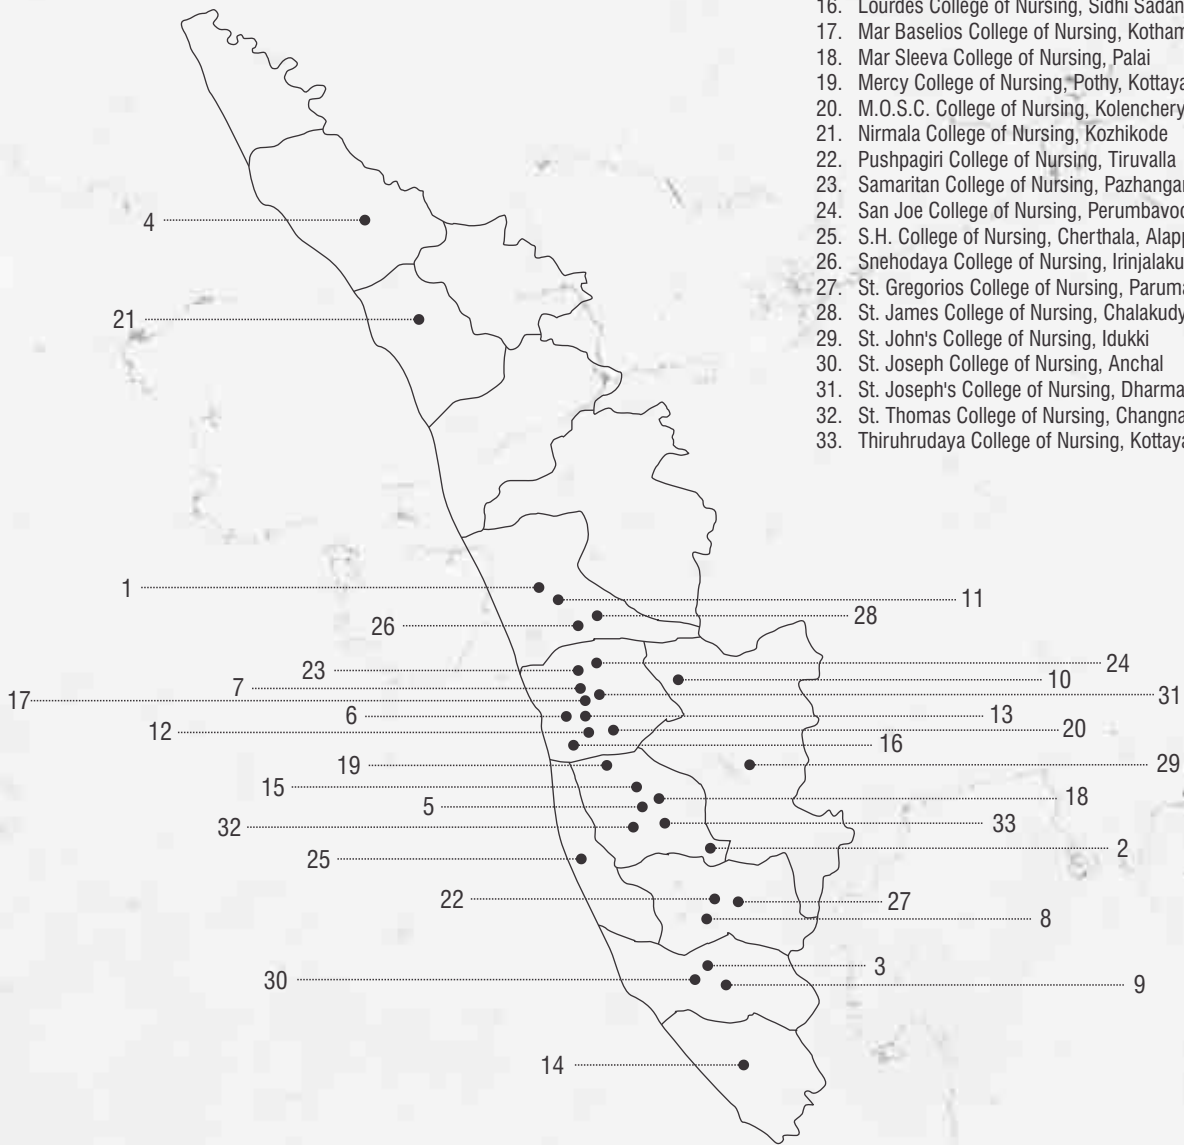 16. Lourdes College of Nursing, Sidhi Sadan
17. Mar Baselios College of Nursing, Kotham
18. Mar Sleeva College of Nursing, Palai
19. Mercy College of Nursing, Pothy, Kottaya
20. M.O.S.C. College of Nursing, Kolenchery
21. Nirmala College of Nursing, Kozhikode
22. Pushpagiri College of Nursing, Tiruvalla
23. Samaritan College of Nursing, Pazhangan
24. San Joe College of Nursing, Perumbavoo
25. S.H. College of Nursing, Cherthala, Alapp
26. Snehodaya College of Nursing, Irinjalaku
27. St. Gregorios College of Nursing, Paruma
28. St. James College of Nursing, Chalakudy
29. St. John's College of Nursing, Idukki
30. St. Joseph College of Nursing, Anchal
31. St. Joseph's College of Nursing, Dharma
32. St. Thomas College of Nursing, Changna
33. Thiruhrudaya College of Nursing, Kottaya
4
21
1
11
28
26
24
23
10
7
31
17
6
13
12
20
16
19
29
15
18
5
33
32
2
25
22
27
8
3
30
9
14